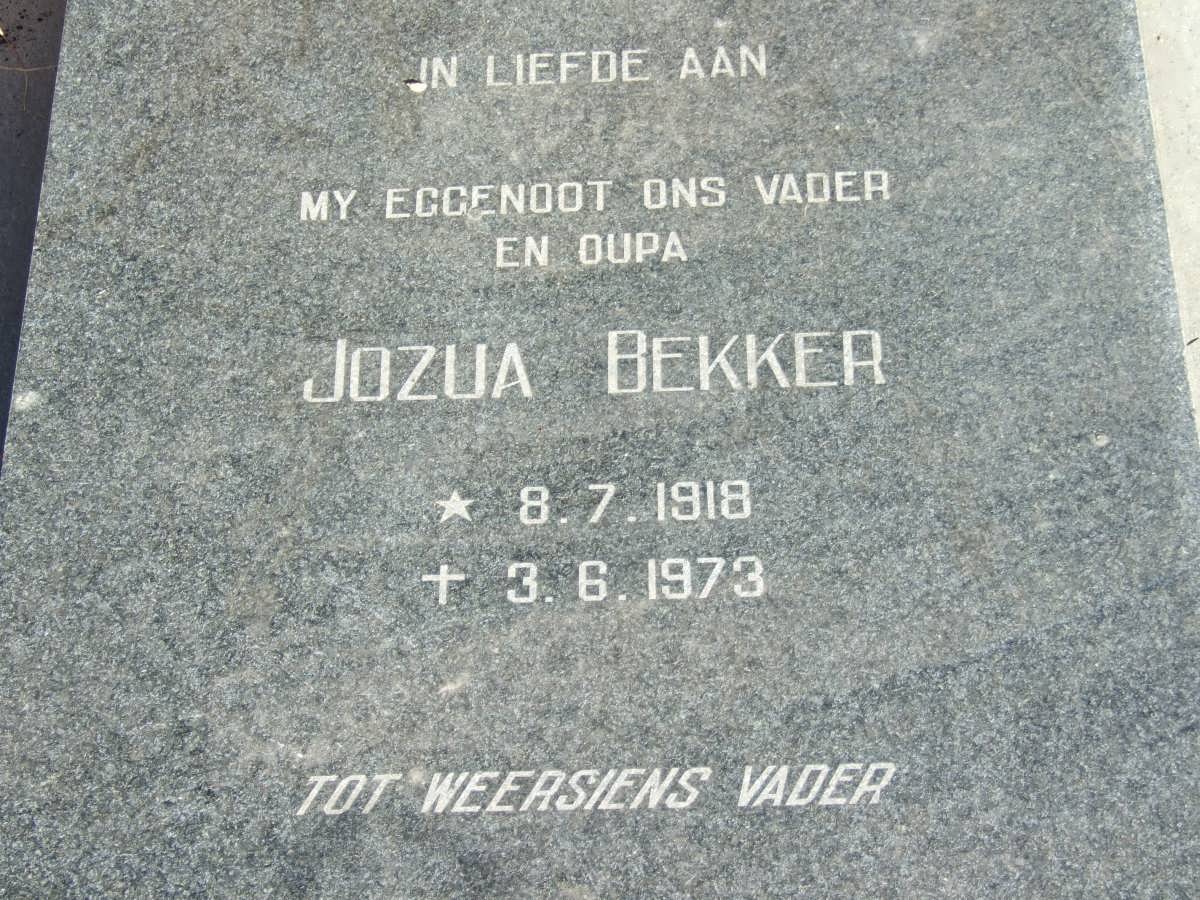 IN LIEFDE AAN
MY EGGENOOT ONS VADER
EN OUPA
JOZUA BEKKER
★ 8.7.1918
✝ 3.6.1973
TOT WEERSIENS VADER